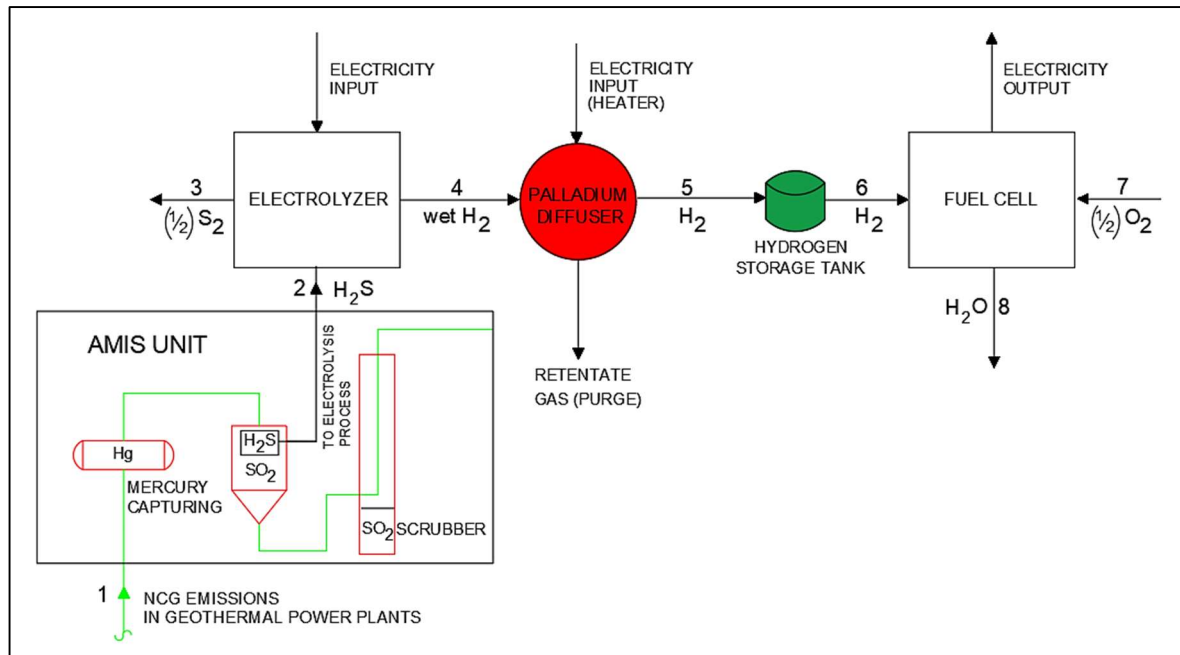 ELECTRICITY
INPUT
ELECTRICITY
INPUT
(HEATER)
ELECTRICITY
OUTPUT
3
(½) S2
ELECTROLYZER
4
wet H2
PALLADIUM
DIFFUSER
5
H2
6
H2
FUEL CELL
7
(½) O2
HYDROGEN
STORAGE TANK
2 H2S
H2O 8
RETENTATE
GAS (PURGE)
AMIS UNIT
TO ELECTROLYSIS
PROCESS
Hg
MERCURY
CAPTURING
H2S
SO2
SO2 SCRUBBER
1
NCG EMISSIONS
IN GEOTHERMAL POWER PLANTS